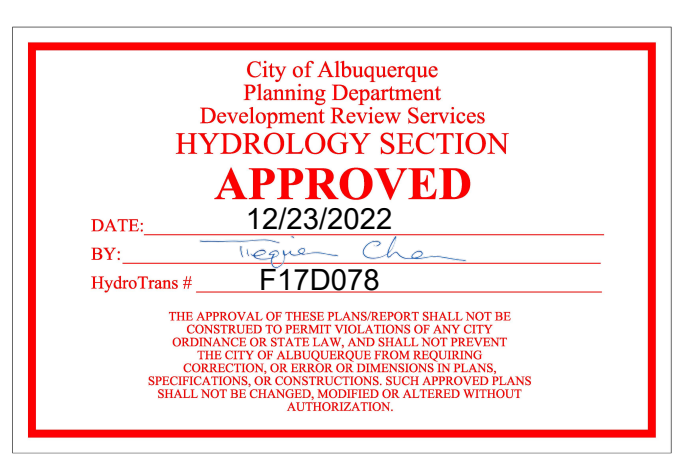 City of Albuquerque
Planning Department
Development Review Services
HYDROLOGY SECTION
APPROVED
DATE: 12/23/2022
BY: Chen
HydroTrans # F17D078
THE APPROVAL OF THESE PLANS/REPORT SHALL NOT BE
CONSTRUED TO PERMIT VIOLATIONS OF ANY CITY
ORDINANCE OR STATE LAW, AND SHALL NOT PREVENT
THE CITY OF ALBUQUERQUE FROM REQUIRING
CORRECTION, OR ERROR OR DIMENSIONS IN PLANS,
SPECIFICATIONS, OR CONSTRUCTIONS. SUCH APPROVED PLANS
SHALL NOT BE CHANGED, MODIFIED OR ALTERED WITHOUT
AUTHORIZATION.